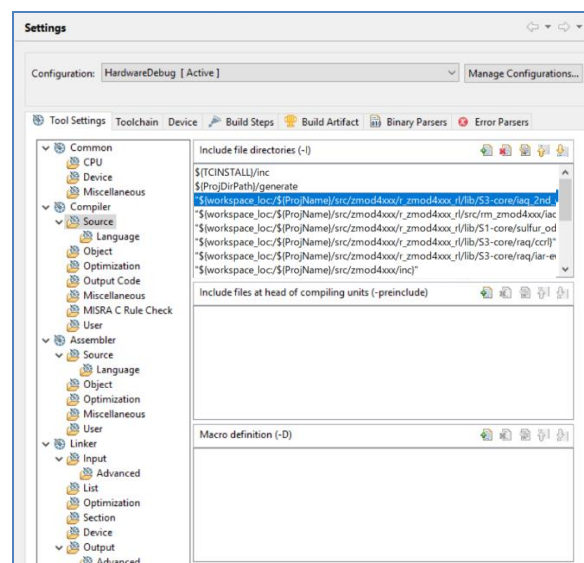 Settings
Configuration: HardwareDebug [ Active ] Manage Configurations...
Tool Settings Toolchain Device Build Steps Build Artifact Binary Parsers Error Parsers
Common
CPU
Device
Miscellaneous
Compiler
Source
Language
Object
Optimization
Output Code
Miscellaneous
MISRA C Rule Check
User
Assembler
Source
Language
Object
Optimization
Miscellaneous
User
Linker
Input
Advanced
List
Optimization
Section
Device
Output
Advanced
Include file directories (-I)
${TCINSTALL}/inc
${ProjDirPath}/generate
"${workspace_loc:/${ProjName}/src/zmod4xxx/r_zmod4xxx_rl/lib/S3-core/iaq_2nd_
"${workspace_loc:/${ProjName}/src/zmod4xxx/r_zmod4xxx_rl/src/rm_zmod4xxx/iac
"${workspace_loc:/${ProjName}/src/zmod4xxx/r_zmod4xxx_rl/lib/S1-core/sulfur_od
"${workspace_loc:/${ProjName}/src/zmod4xxx/r_zmod4xxx_rl/lib/S3-core/raq/ccrl}"
"${workspace_loc:/${ProjName}/src/zmod4xxx/r_zmod4xxx_rl/lib/S3-core/raq/iar-e
"${workspace_loc:/${ProjName}/src/zmod4xxx/inc}"
Include files at head of compiling units (-preinclude)
Macro definition (-D)